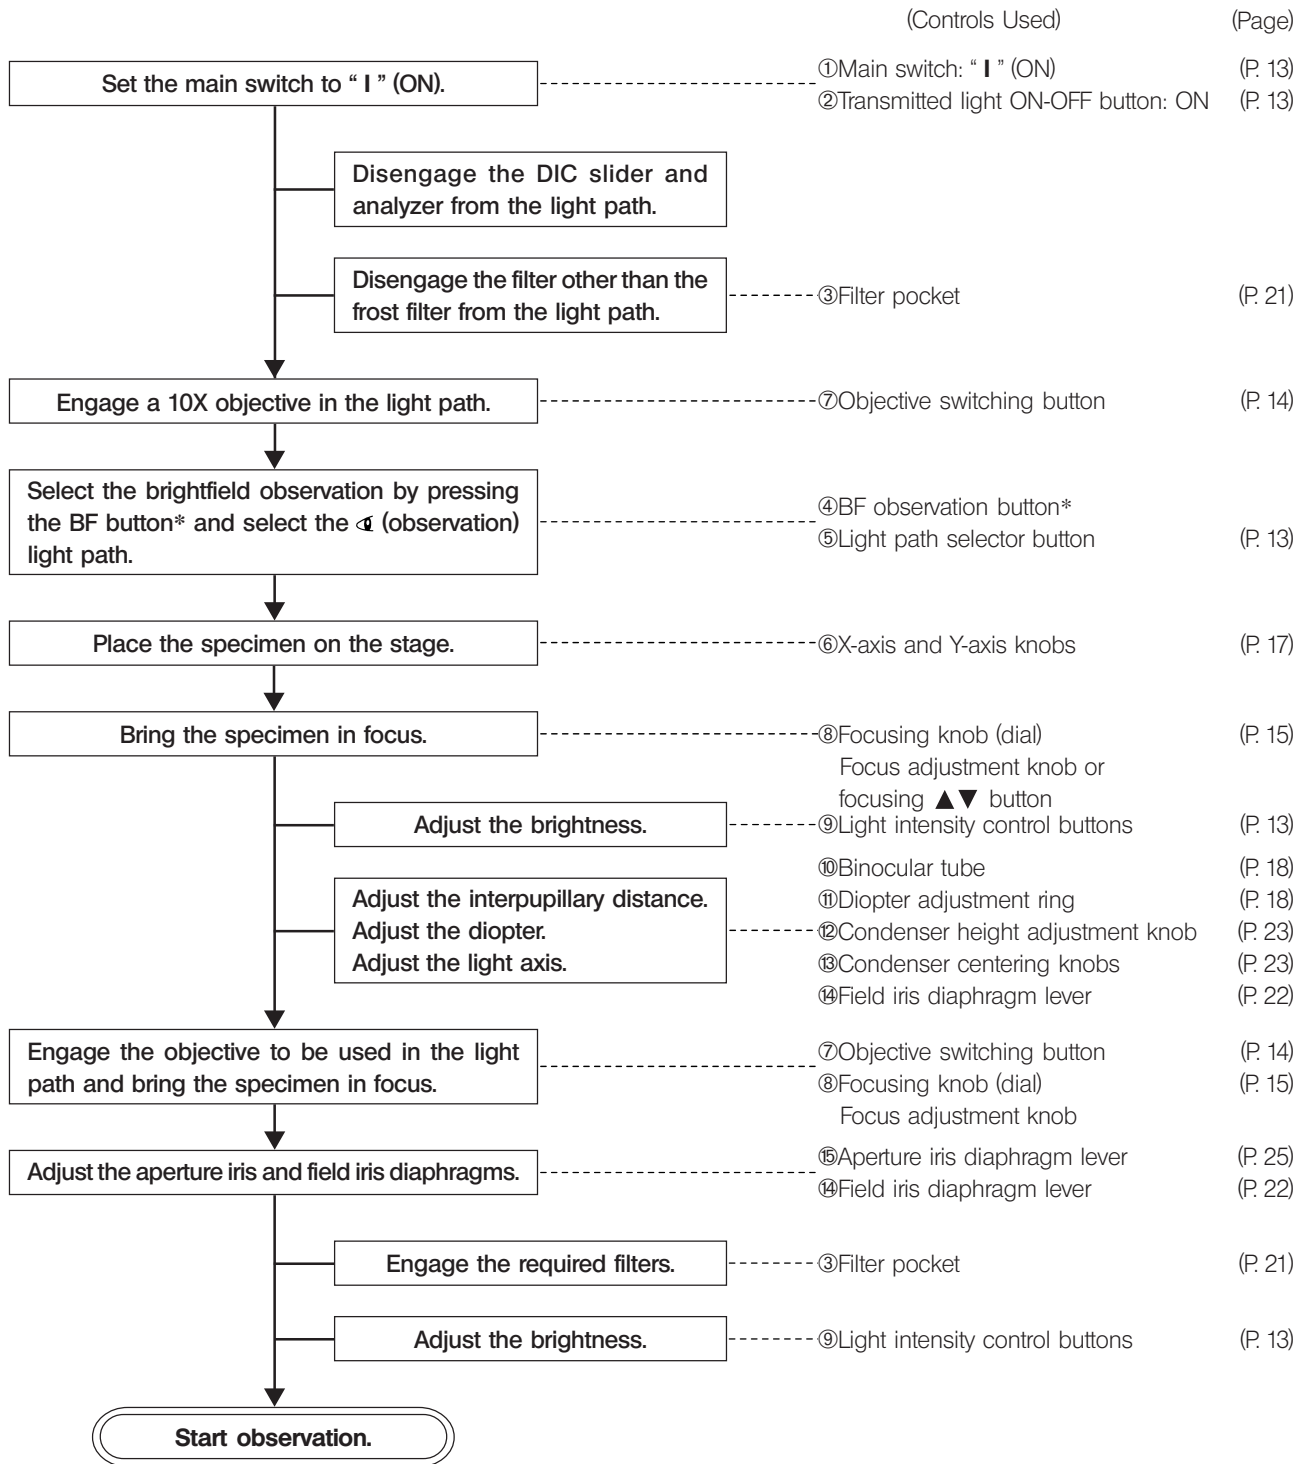 (Controls Used) (Page)
Set the main switch to “ I ” (ON).
①Main switch: “ I ” (ON) (P. 13)
②Transmitted light ON-OFF button: ON (P. 13)
Disengage the DIC slider and
analyzer from the light path.
Disengage the filter other than the
frost filter from the light path.
③Filter pocket (P. 21)
Engage a 10X objective in the light path.
⑦Objective switching button (P. 14)
Select the brightfield observation by pressing
the BF button* and select the (observation)
light path.
④BF observation button*
⑤Light path selector button (P. 13)
Place the specimen on the stage.
⑥X-axis and Y-axis knobs (P. 17)
Bring the specimen in focus.
⑧Focusing knob (dial) (P. 15)
Focus adjustment knob or
focusing ▲▼ button
Adjust the brightness.
⑨Light intensity control buttons (P. 13)
Adjust the interpupillary distance.
Adjust the diopter.
Adjust the light axis.
⑩Binocular tube (P. 18)
⑪Diopter adjustment ring (P. 18)
⑫Condenser height adjustment knob (P. 23)
⑬Condenser centering knobs (P. 23)
⑭Field iris diaphragm lever (P. 22)
Engage the objective to be used in the light
path and bring the specimen in focus.
⑦Objective switching button (P. 14)
⑧Focusing knob (dial) (P. 15)
Focus adjustment knob
Adjust the aperture iris and field iris diaphragms.
⑮Aperture iris diaphragm lever (P. 25)
⑭Field iris diaphragm lever (P. 22)
Engage the required filters.
③Filter pocket (P. 21)
Adjust the brightness.
⑨Light intensity control buttons (P. 13)
Start observation.